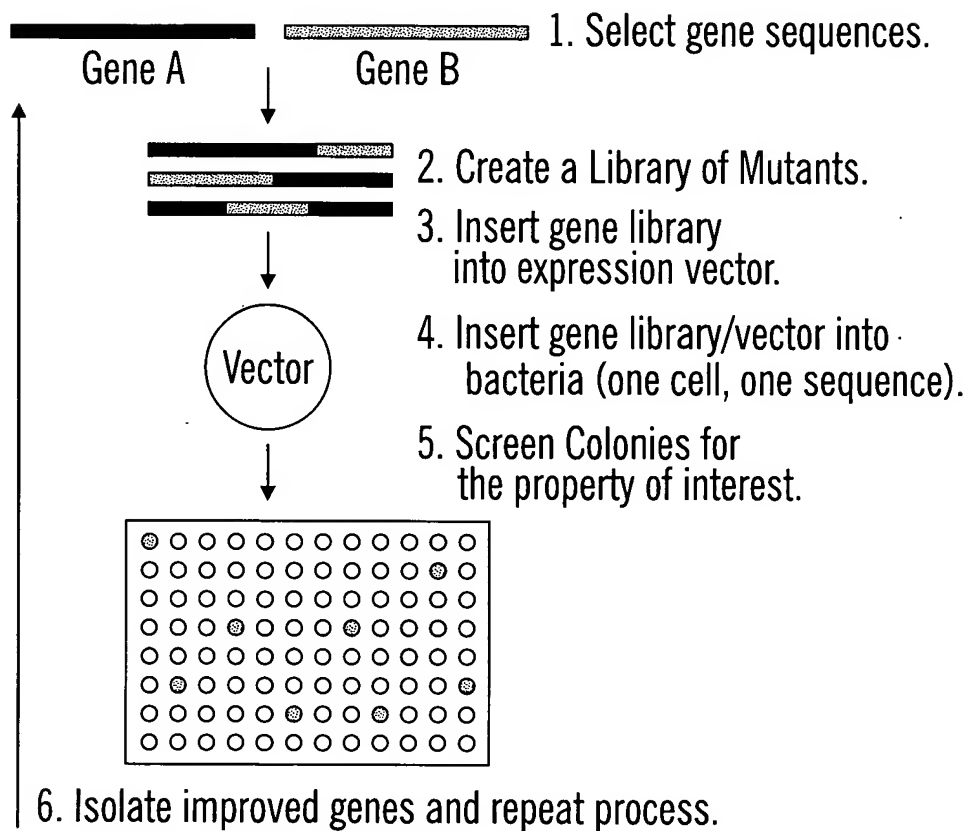 1. Select gene sequences.
Gene A
Gene B
2. Create a Library of Mutants.
3. Insert gene library
into expression vector.
Vector
4. Insert gene library/vector into
bacteria (one cell, one sequence).
5. Screen Colonies for
the property of interest.
6. Isolate improved genes and repeat process.